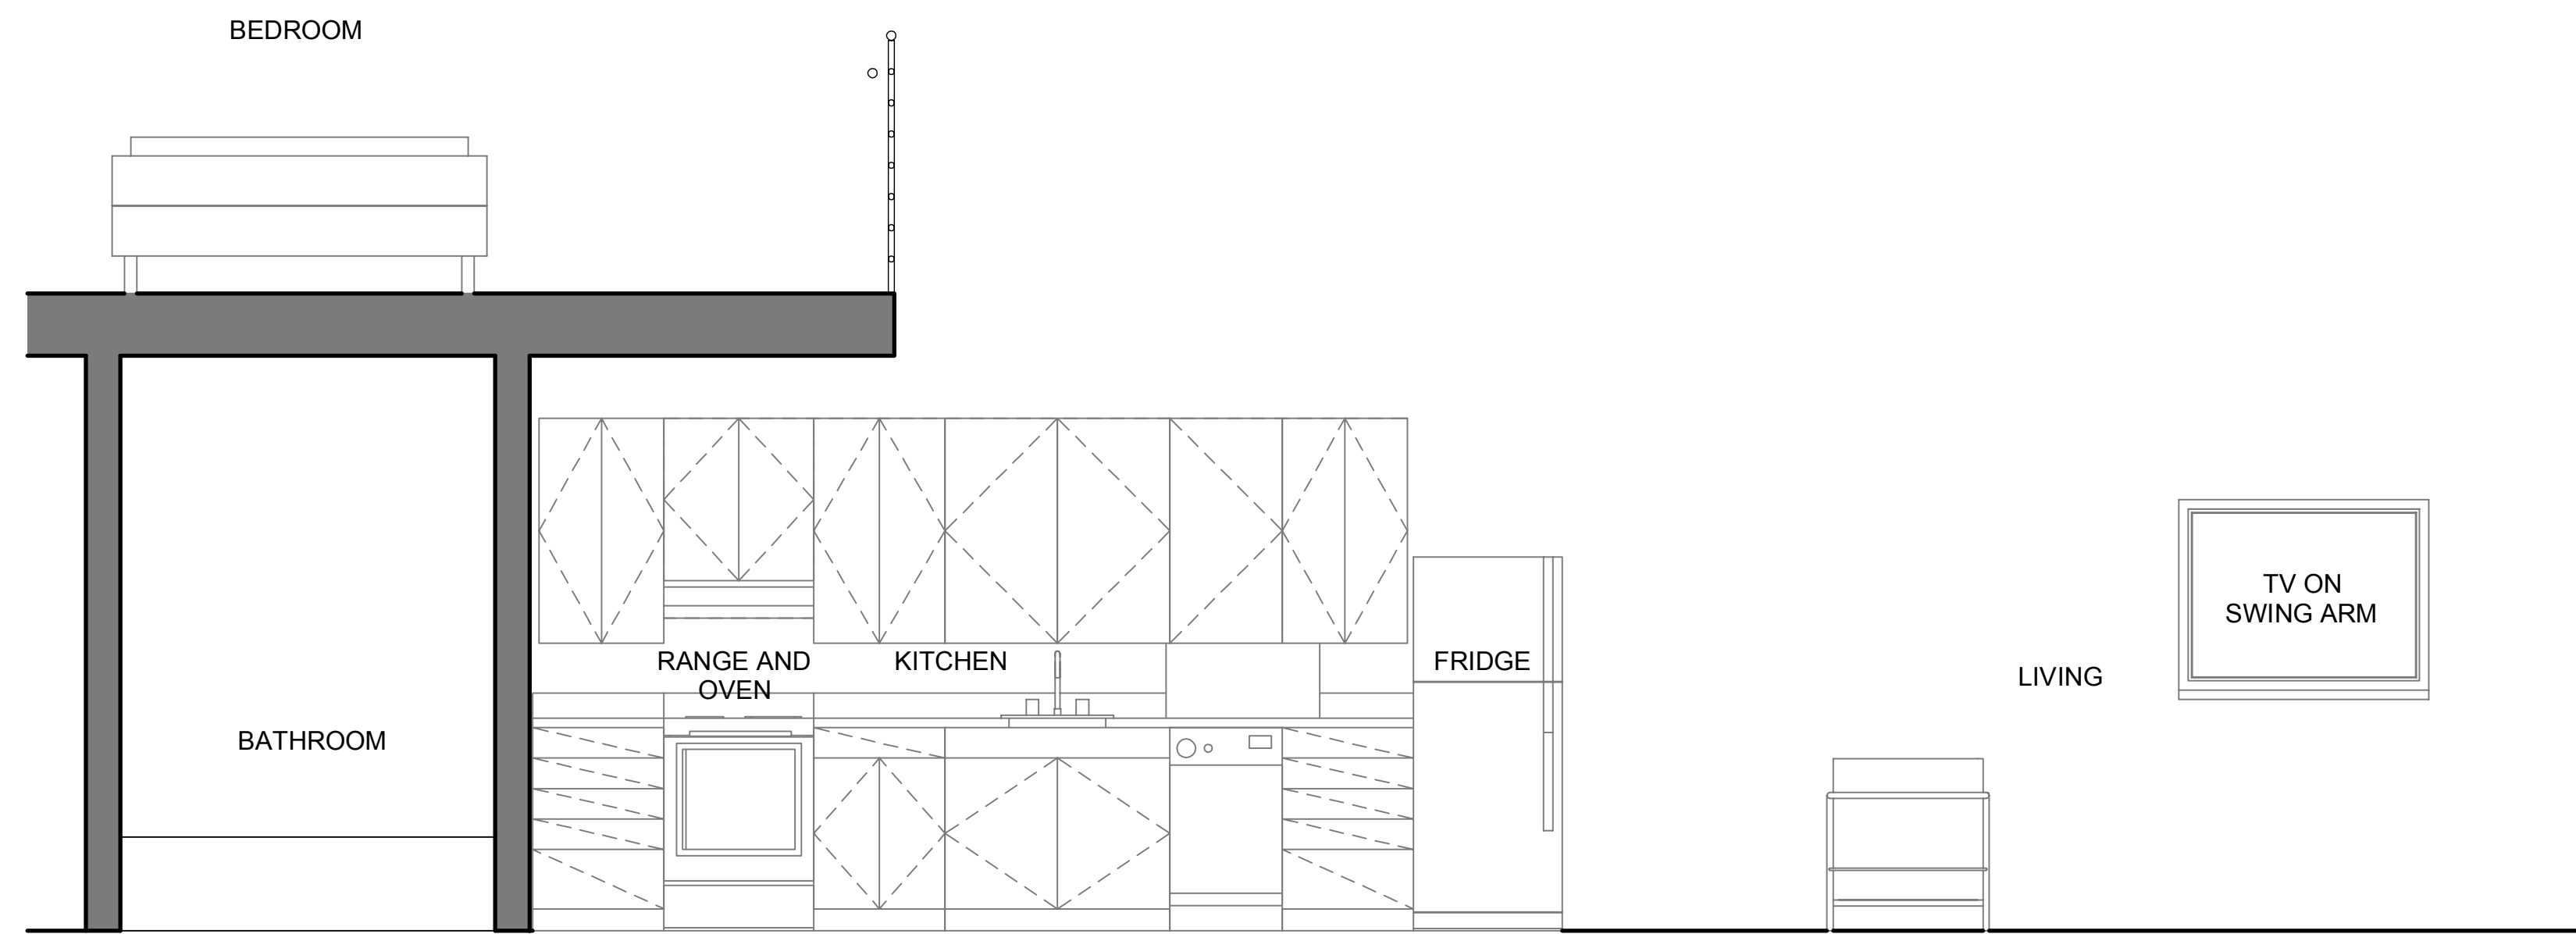 BEDROOM
RANGE AND
OVEN
KITCHEN
FRIDGE
TV ON
SWING ARM
LIVING
BATHROOM